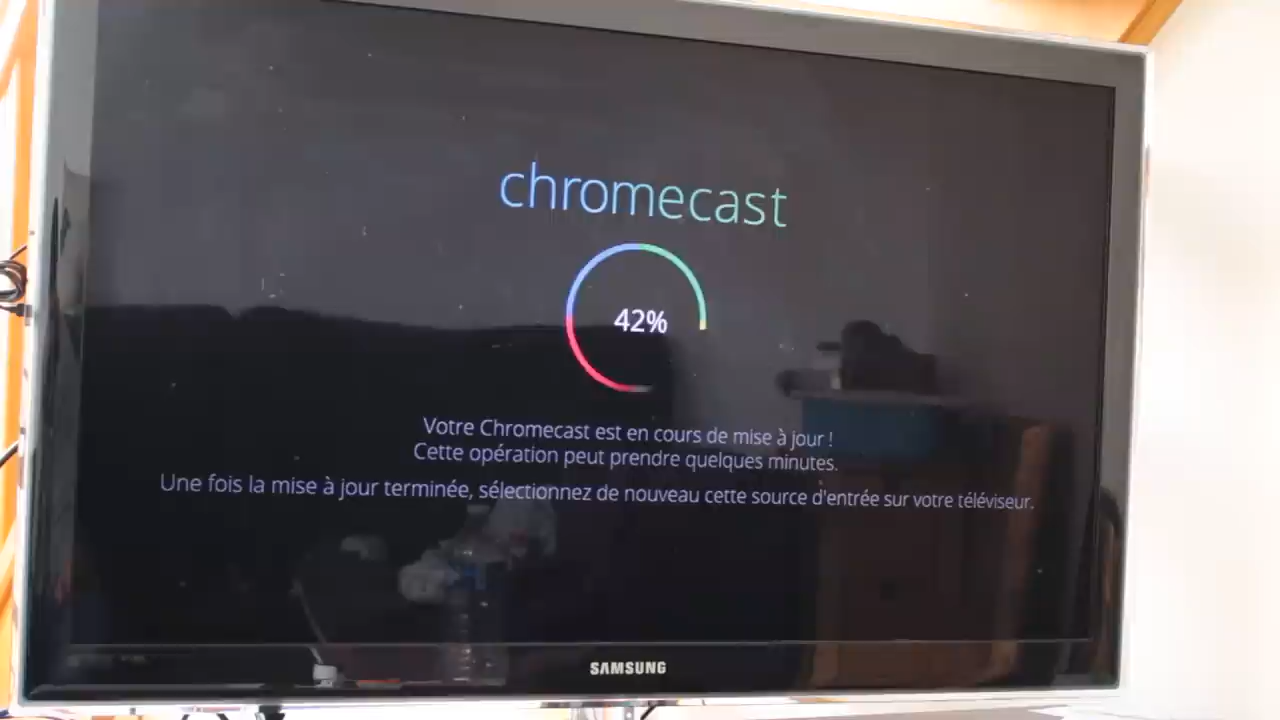 chromecast
42%
Votre Chromecast est en cours de mise à jour !
Cette opération peut prendre quelques minutes.
Une fois la mise à jour terminée, sélectionnez de nouveau cette source d'entrée sur votre téléviseur.
SAMSUNG